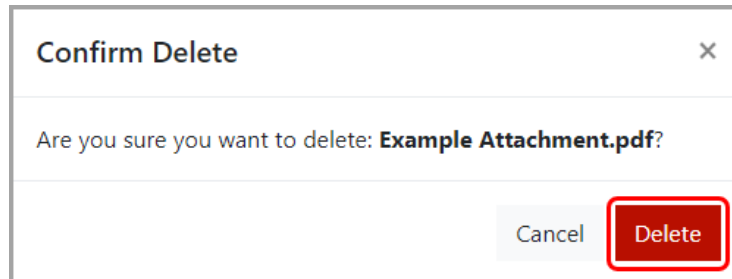 Confirm Delete ×
Are you sure you want to delete: Example Attachment.pdf?
Cancel Delete